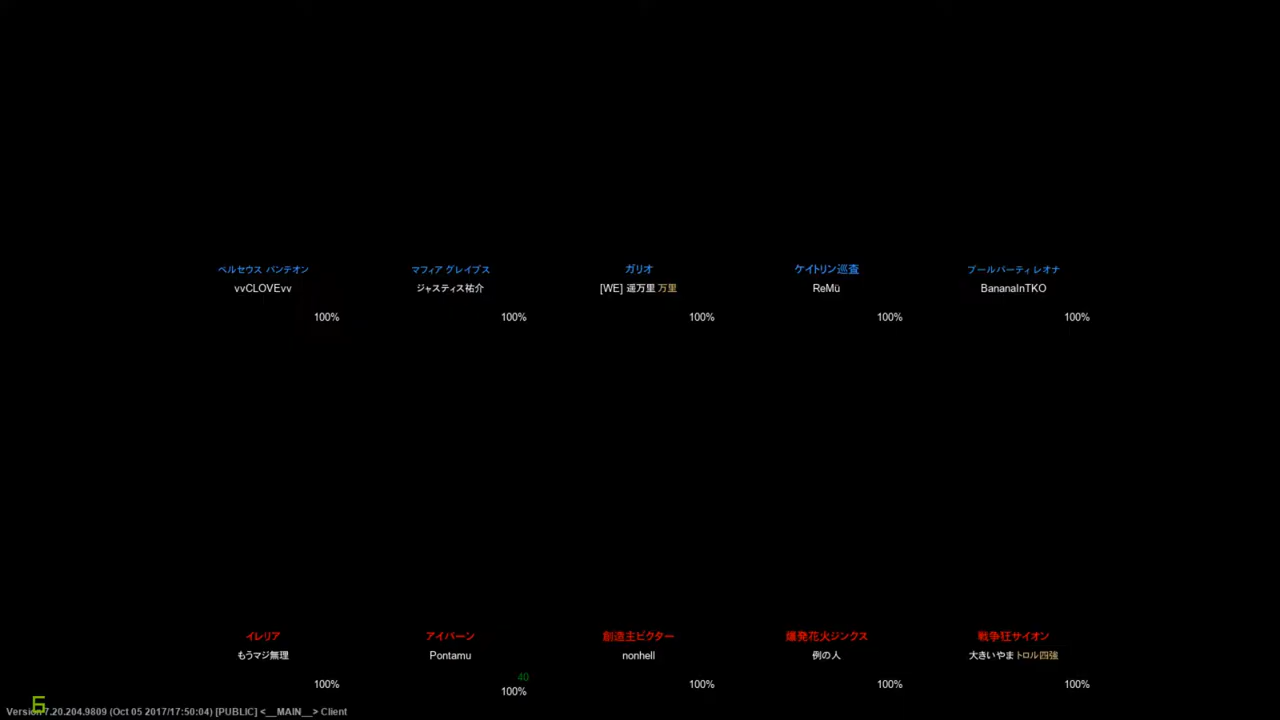 ペルセウス パンテオン
vvCLOVEvv
100%
マフィア グレイブス
ジャスティス祐介
100%
ガリオ
[WE] 遥万里 万里
100%
ケイトリン巡査
ReMü
100%
プールパーティ レオナ
BananaInTKO
100%
イレリア
もうマジ無理
100%
アイバーン
Pontamu
40
100%
創造主ビクター
nonhell
100%
爆発花火ジンクス
例の人
100%
戦争狂サイオン
大きいやま トロル四強
100%
6
Version 7.20.204.9809 (Oct 05 2017/17:50:04) [PUBLIC] <__MAIN__> Client